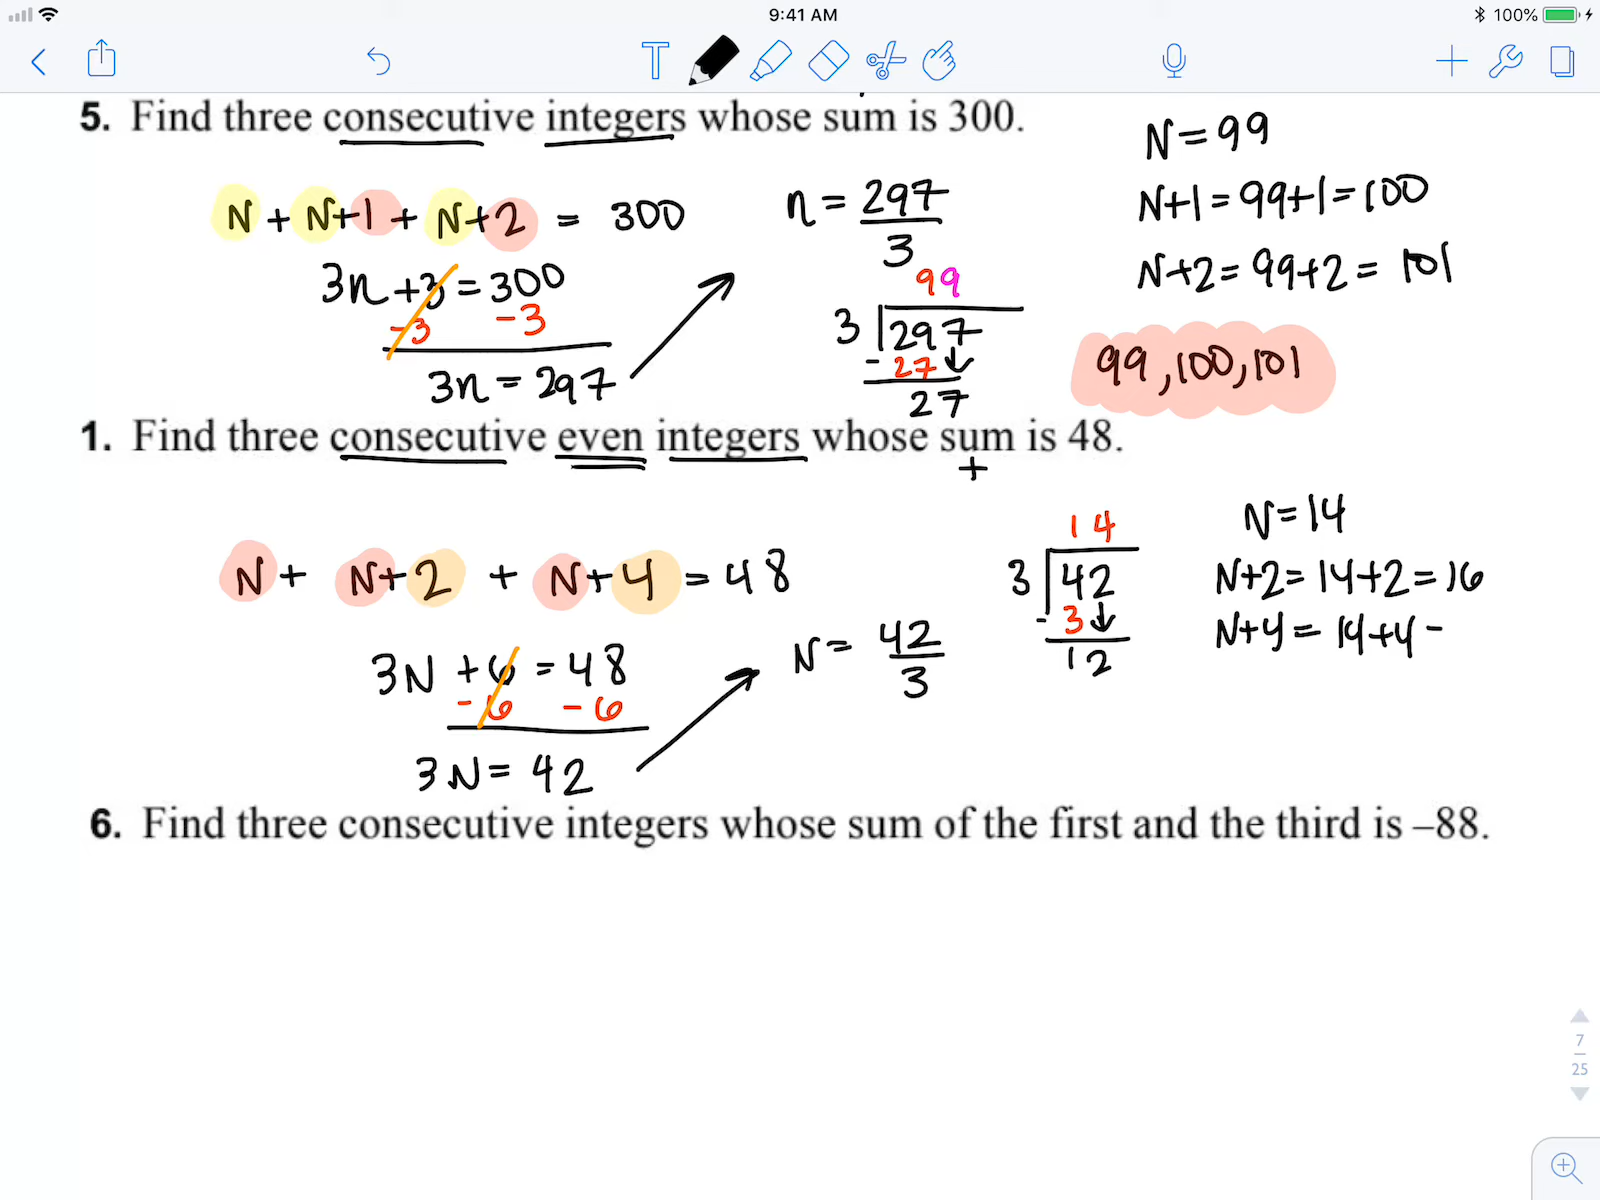 9:41 AM
100%
T
5. Find three consecutive integers whose sum is 300.
N + N+1 + N+2 = 300
3n +3 = 300
-3 -3
3n = 297
n = 297
3
99
3 297
- 27
27
N = 99
N+1 = 99+1 = 100
N+2 = 99+2 = 101
99, 100, 101
1. Find three consecutive even integers whose sum is 48.
+
N + N+2 + N+4 = 48
3N +6 = 48
- 6 - 6
3N = 42
N = 42
3
14
3 42
- 3
12
N = 14
N+2 = 14+2 = 16
N+4 = 14+4 -
6. Find three consecutive integers whose sum of the first and the third is –88.
7
25